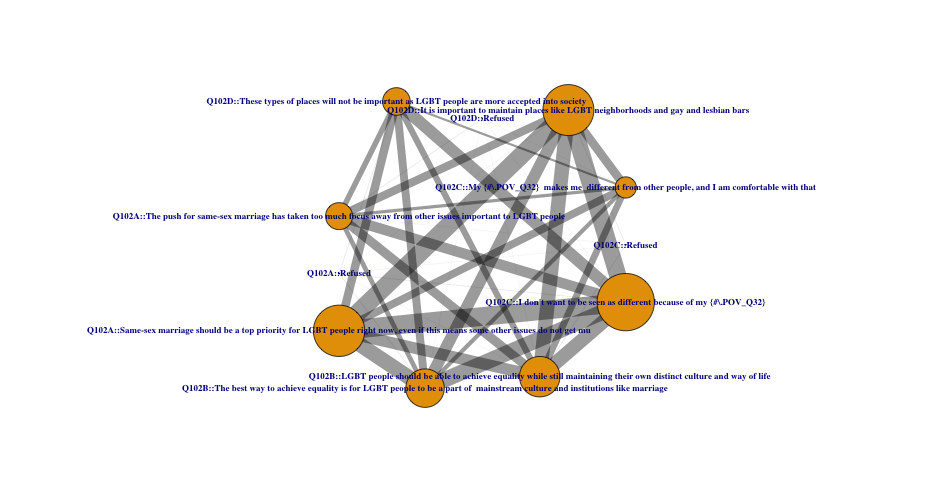 Q102D::These types of places will not be important as LGBT people are more accepted into society
Q102D::It is important to maintain places like LGBT neighborhoods and gay and lesbian bars
Q102D::Refused
Q102C::My {#\.POV_Q32}  makes me  different from other people, and I am comfortable with that
Q102A::The push for same-sex marriage has taken too much focus away from other issues important to LGBT people
Q102C::Refused
Q102A::Refused
Q102C::I don't want to be seen as different because of my {#\.POV_Q32}
Q102A::Same-sex marriage should be a top priority for LGBT people right now, even if this means some other issues do not get mu
Q102B::LGBT people should be able to achieve equality while still maintaining their own distinct culture and way of life
Q102B::The best way to achieve equality is for LGBT people to be a part of  mainstream culture and institutions like marriage